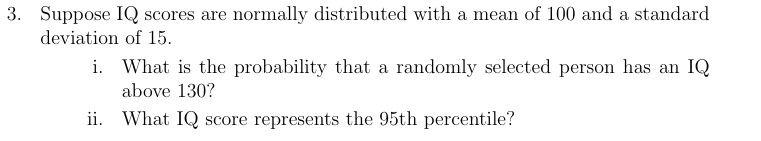 3. Suppose IQ scores are normally distributed with a mean of 100 and a standard
deviation of 15.
i. What is the probability that a randomly selected person has an IQ
above 130?
ii. What IQ score represents the 95th percentile?